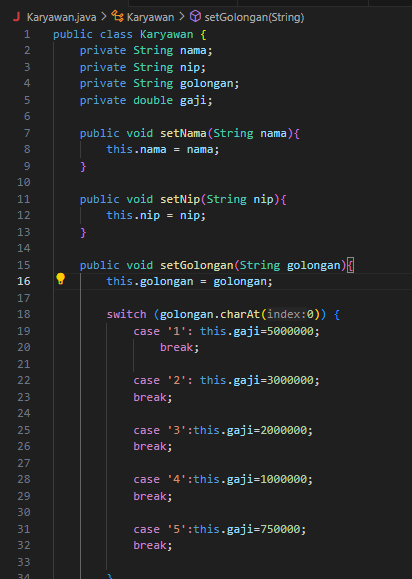 Karyawan.java > Karyawan > setGolongan(String)
1 public class Karyawan {
2 private String nama;
3 private String nip;
4 private String golongan;
5 private double gaji;
6
7 public void setNama(String nama){
8 this.nama = nama;
9 }
10
11 public void setNip(String nip){
12 this.nip = nip;
13 }
14
15 public void setGolongan(String golongan){
16 this.golongan = golongan;
17
18 switch (golongan.charAt(index:0)) {
19 case '1': this.gaji=5000000;
20 break;
21
22 case '2': this.gaji=3000000;
23 break;
24
25 case '3':this.gaji=2000000;
26 break;
27
28 case '4':this.gaji=1000000;
29 break;
30
31 case '5':this.gaji=750000;
32 break;
33
34 }